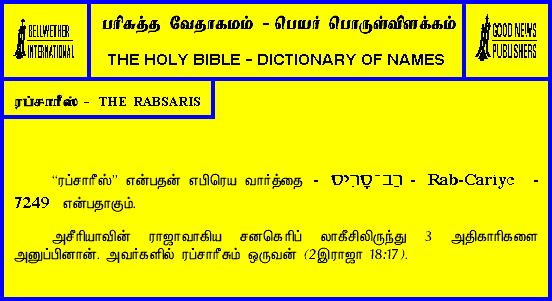 BELLWETHER
INTERNATIONAL
பரிசுத்த வேதாகமம் - பெயர் பொருள்விளக்கம்
THE HOLY BIBLE - DICTIONARY OF NAMES
GOOD NEWS
PUBLISHERS
ரப்சாரீஸ் - THE RABSARIS
“ரப்சாரீஸ்” என்பதன் எபிரெய வார்த்தை - רַב־סָרִיס - Rab-Cariyc -
7249 என்பதாகும்.
அசீரியாவின் ராஜாவாகிய சனகெரிப் லாகீசிலிருந்து 3 அதிகாரிகளை
அனுப்பினான். அவர்களில் ரப்சாரீசும் ஒருவன் (2இராஜா 18:17).